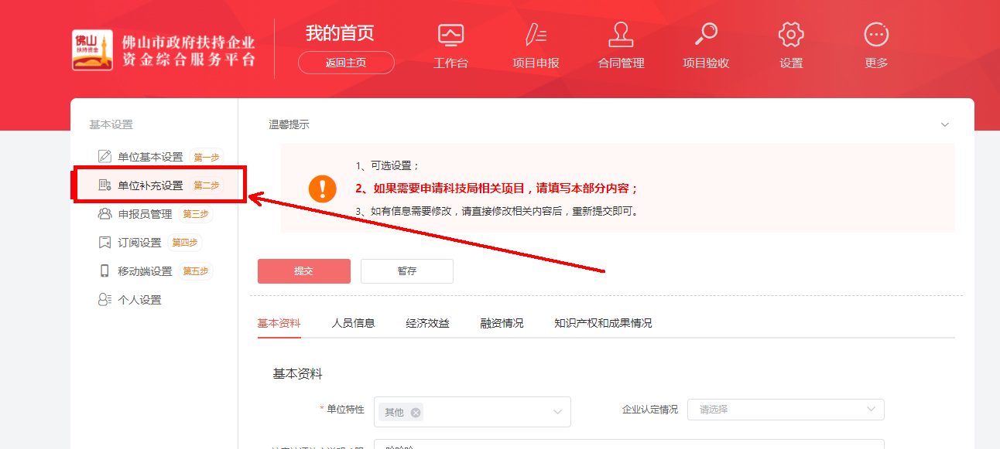 佛山
扶持资金
佛山市政府扶持企业
资金综合服务平台
我的首页
返回主页
工作台
项目申报
合同管理
项目验收
设置
更多
基本设置
单位基本设置 第一步
单位补充设置 第二步
申报员管理 第三步
订阅设置 第四步
移动端设置 第五步
个人设置
温馨提示
1、可选设置；
2、如果需要申请科技局相关项目，请填写本部分内容；
3、如有信息需要修改，请直接修改相关内容后，重新提交即可。
提交
暂存
基本资料 人员信息 经济效益 融资情况 知识产权和成果情况
基本资料
* 单位特性 其他 企业认定情况 请选择